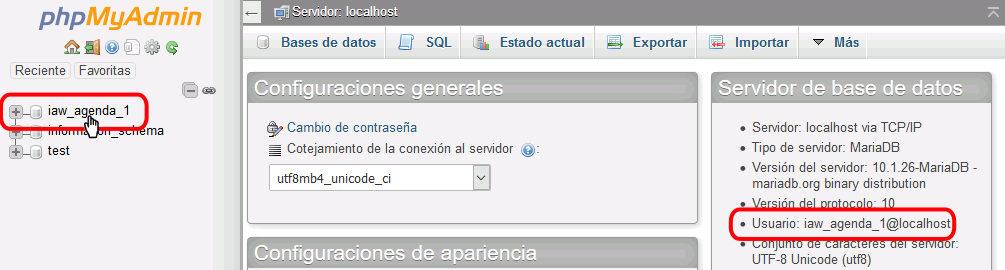 phpMyAdmin
Reciente Favoritas
iaw_agenda_1
information_schema
test
Servidor: localhost
Bases de datos SQL Estado actual Exportar Importar Más
Configuraciones generales
Cambio de contraseña
Cotejamiento de la conexión al servidor :
utf8mb4_unicode_ci
Configuraciones de apariencia
Servidor de base de datos
Servidor: localhost via TCP/IP
Tipo de servidor: MariaDB
Versión del servidor: 10.1.26-MariaDB -
mariadb.org binary distribution
Versión del protocolo: 10
Usuario: iaw_agenda_1@localhost
Conjunto de caracteres del servidor:
UTF-8 Unicode (utf8)